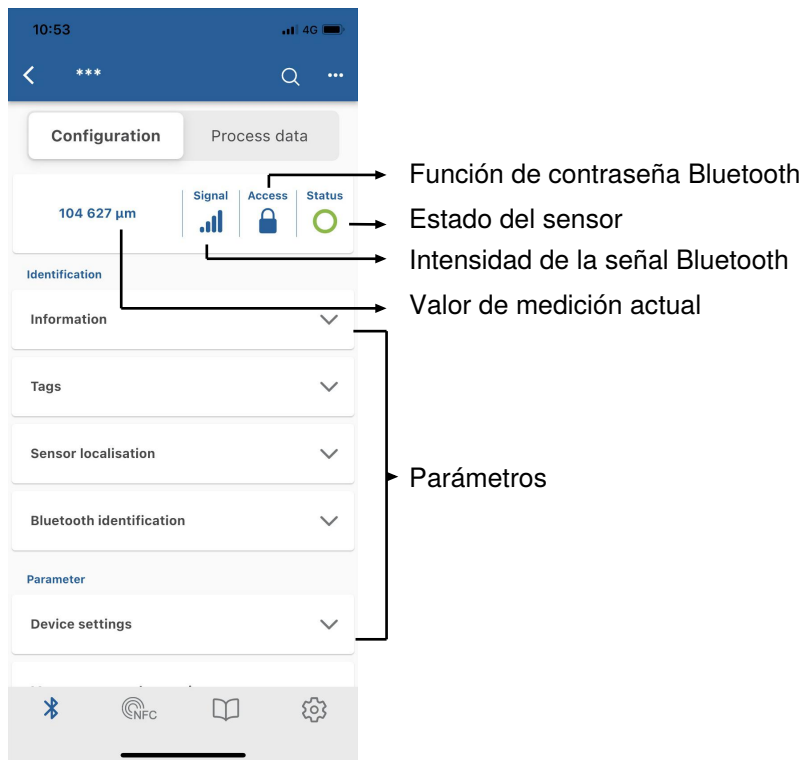 10:53
4G
***
Configuration
Process data
104 627 µm
Signal
Access
Status
Función de contraseña Bluetooth
Estado del sensor
Intensidad de la señal Bluetooth
Valor de medición actual
Identification
Information
Tags
Sensor localisation
Parámetros
Bluetooth identification
Parameter
Device settings
NFC